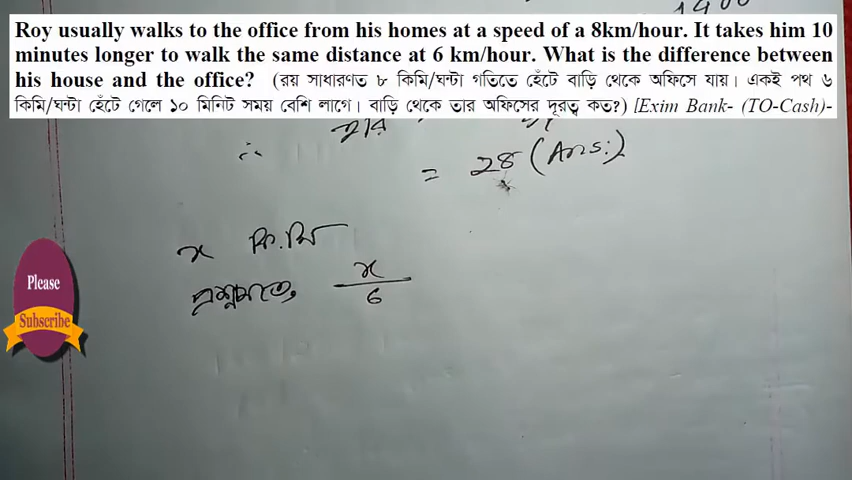 1400
Roy usually walks to the office from his homes at a speed of a 8km/hour. It takes him 10
minutes longer to walk the same distance at 6 km/hour. What is the difference between
his house and the office? (রয় সাধারণত ৮ কিমি/ঘন্টা গতিতে হেঁটে বাড়ি থেকে অফিসে যায়। একই পথ ৬
কিমি/ঘন্টা হেঁটে গেলে ১০ মিনিট সময় বেশি লাগে। বাড়ি থেকে তার অফিসের দূরত্ব কত?) [Exim Bank- (TO-Cash)-
∴ হার
= 28 (Ans:)
x কি.মি
প্রশ্নমতে, x
6
Please
Subscribe